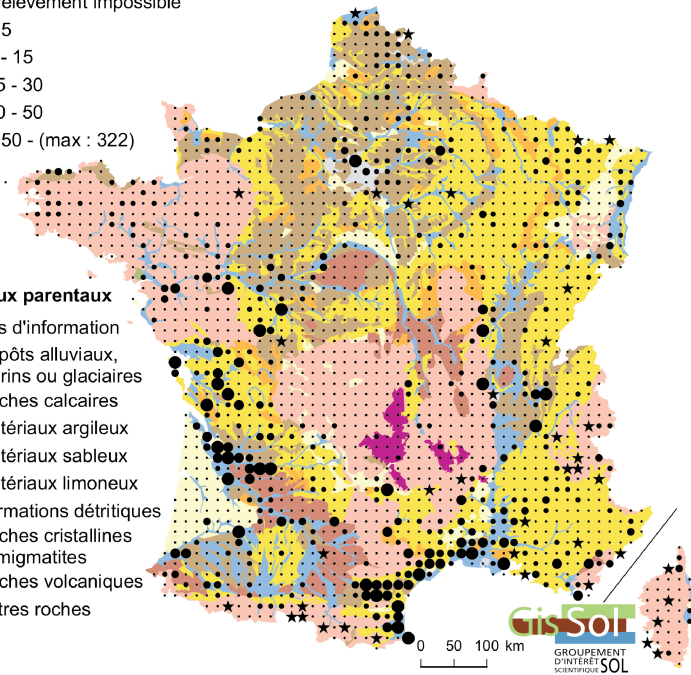 relèvement impossible
5
- 15
5 - 30
0 - 50
50 - (max : 322)
ux parentaux
s d'information
pôts alluviaux,
rins ou glaciaires
ches calcaires
tériaux argileux
tériaux sableux
tériaux limoneux
rmations détritiques
ches cristallines
migmatites
ches volcaniques
tres roches
0 50 100 km
Gis Sol
GROUPEMENT
D'INTÉRÊT
SCIENTIFIQUE SOL